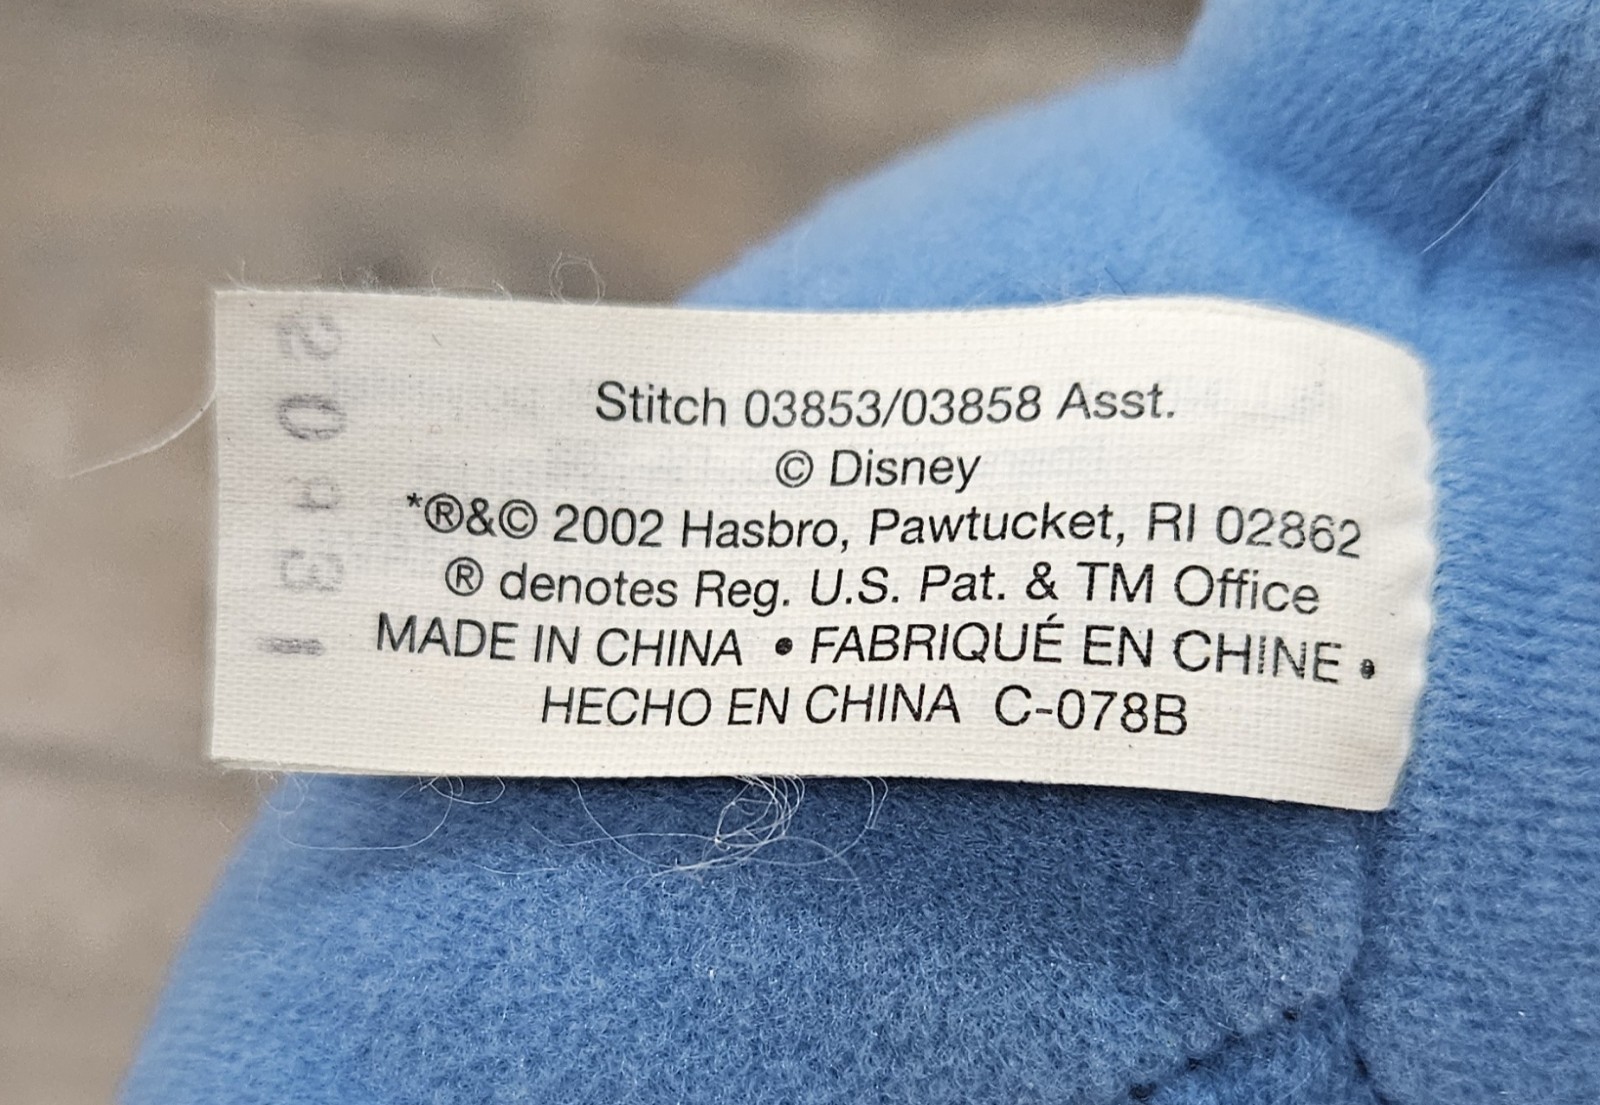 Stitch 03853/03858 Asst.
© Disney
*®&© 2002 Hasbro, Pawtucket, RI 02862
® denotes Reg. U.S. Pat. & TM Office
MADE IN CHINA • FABRIQUÉ EN CHINE •
HECHO EN CHINA C-078B